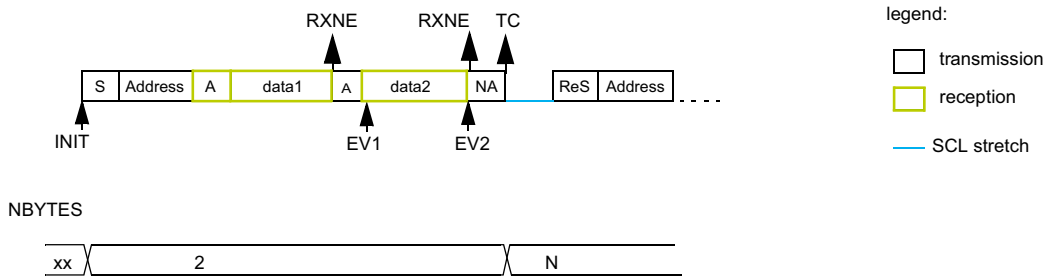 RXNE RXNE TC
legend:
S Address A data1 A data2 NA ReS Address
transmission
reception
INIT EV1 EV2
SCL stretch
NBYTES
xx 2 N